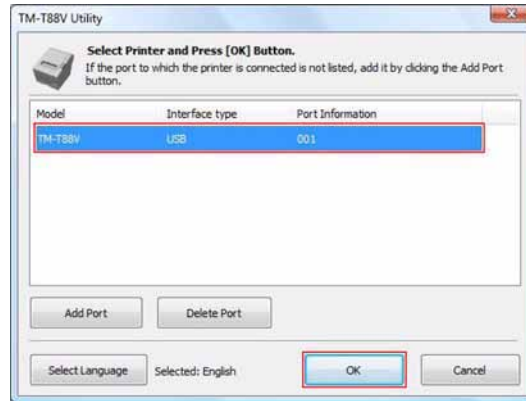 TM-T88V Utility
Select Printer and Press [OK] Button.
If the port to which the printer is connected is not listed, add it by clicking the Add Port
button.
Model Interface type Port Information
TM-T88V USB 001
Add Port Delete Port
Select Language Selected: English OK Cancel